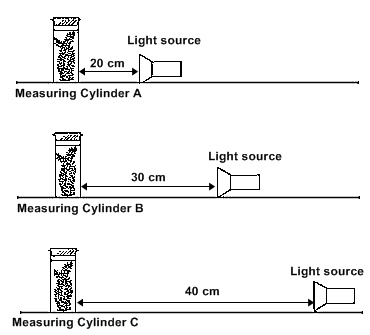 Light source
20 cm
Measuring Cylinder A
Light source
30 cm
Measuring Cylinder B
Light source
40 cm
Measuring Cylinder C